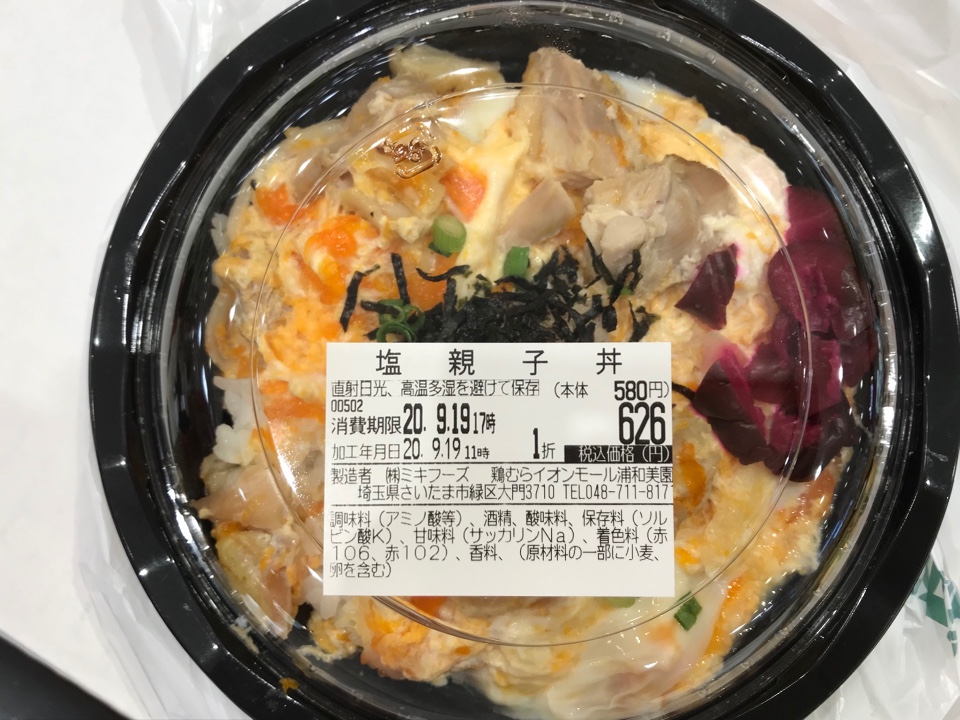 塩親子丼
直射日光、高温多湿を避けて保存 (本体 580円)
00502
消費期限20. 9.19 17時 626
加工年月日20. 9.19 11時 1折 税込価格(円)
製造者 ㈱ミキフーズ 鶏むらイオンモール浦和美園
埼玉県さいたま市緑区大門3710 TEL048-711-817
調味料(アミノ酸等)、酒精、酸味料、保存料(ソル
ビン酸K)、甘味料(サッカリンNa)、着色料(赤
106、赤102)、香料、(原材料の一部に小麦、
卵を含む)